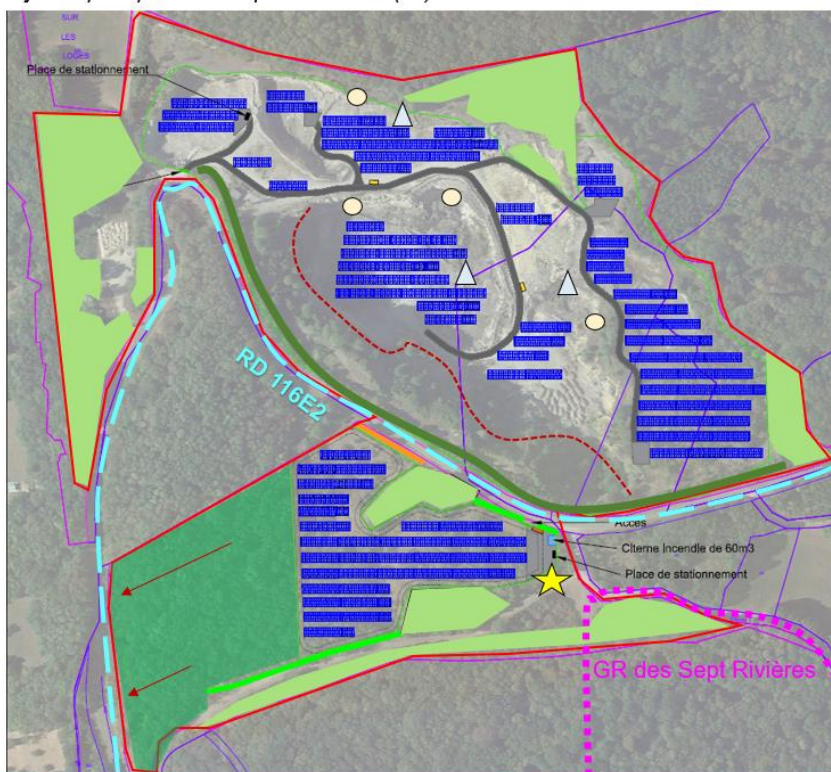 SUR
LES
LOGES
Place de stationnement
RD 116E2
Accès
Citerne Incendie de 60m3
Place de stationnement
GR des Sept Rivières